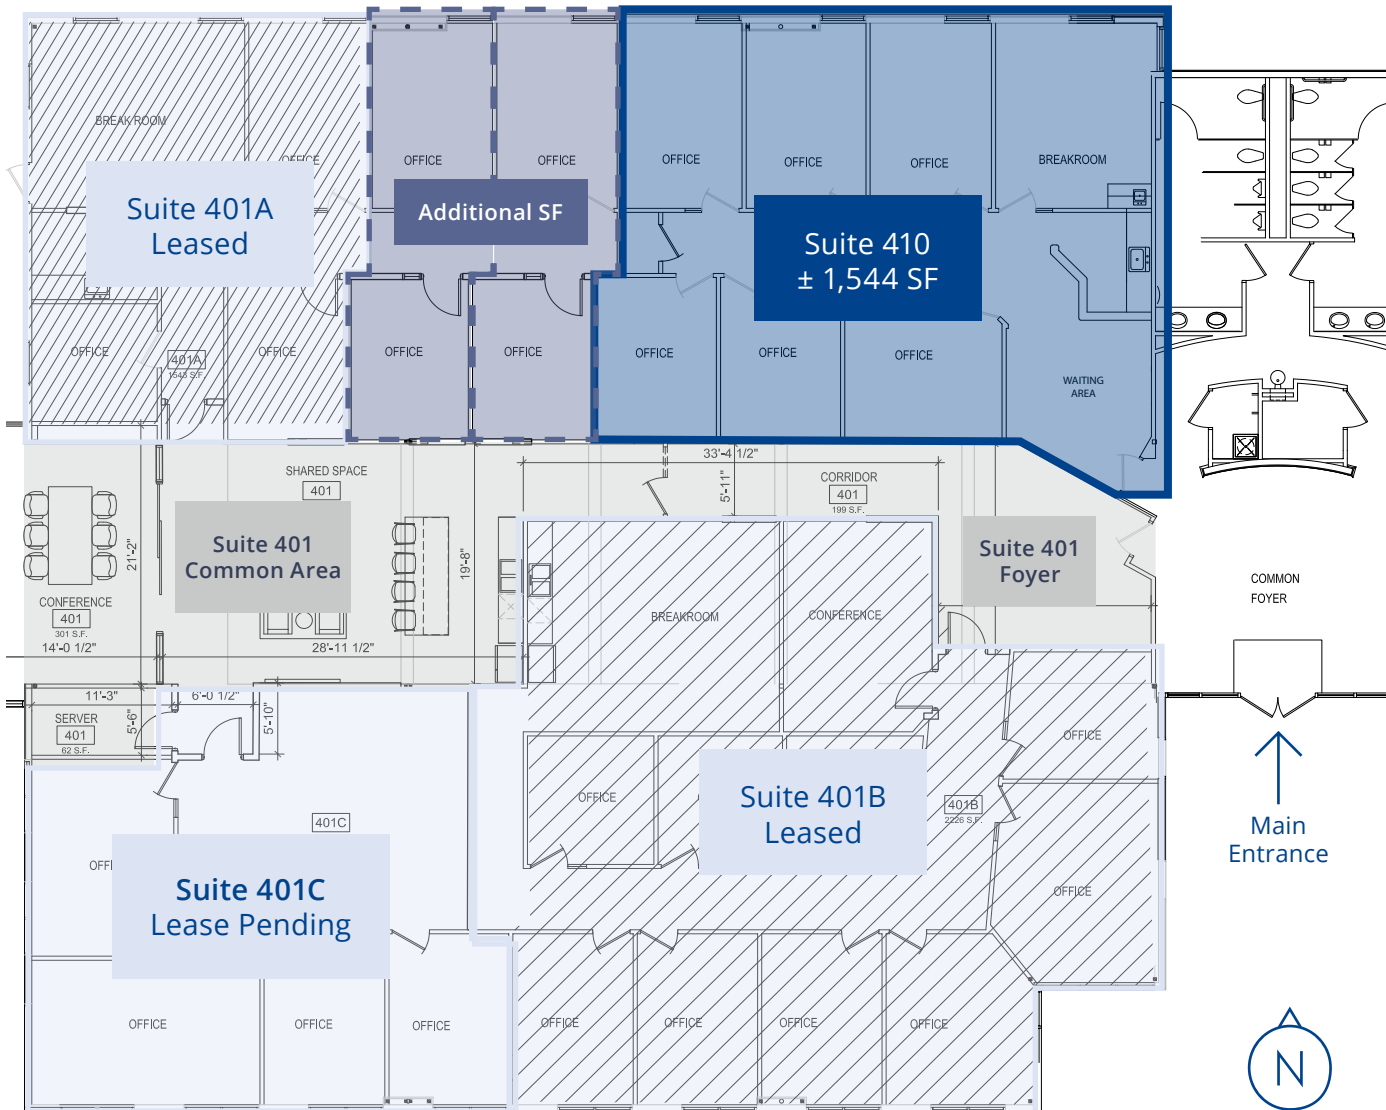 BREAK ROOM
OFFICE
OFFICE
OFFICE
OFFICE
OFFICE
OFFICE
BREAKROOM
Suite 401A
Leased
Additional SF
Suite 410
± 1,544 SF
OFFICE
401A
1543 S.F.
OFFICE
OFFICE
OFFICE
OFFICE
OFFICE
OFFICE
WAITING
AREA
SHARED SPACE
401
33'-4 1/2"
5'-11"
CORRIDOR
401
199 S.F.
21'-2"
Suite 401
Common Area
19'-8"
Suite 401
Foyer
COMMON
FOYER
CONFERENCE
401
301 S.F.
14'-0 1/2"
28'-11 1/2"
BREAKROOM
CONFERENCE
11'-3"
6'-0 1/2"
SERVER
401
62 S.F.
5'-6"
5'-10"
OFFICE
OFFICE
Suite 401B
Leased
401B
2226 S.F.
Main
Entrance
401C
OFFI
Suite 401C
Lease Pending
OFFICE
OFFICE
OFFICE
OFFICE
OFFICE
OFFICE
OFFICE
OFFICE
N